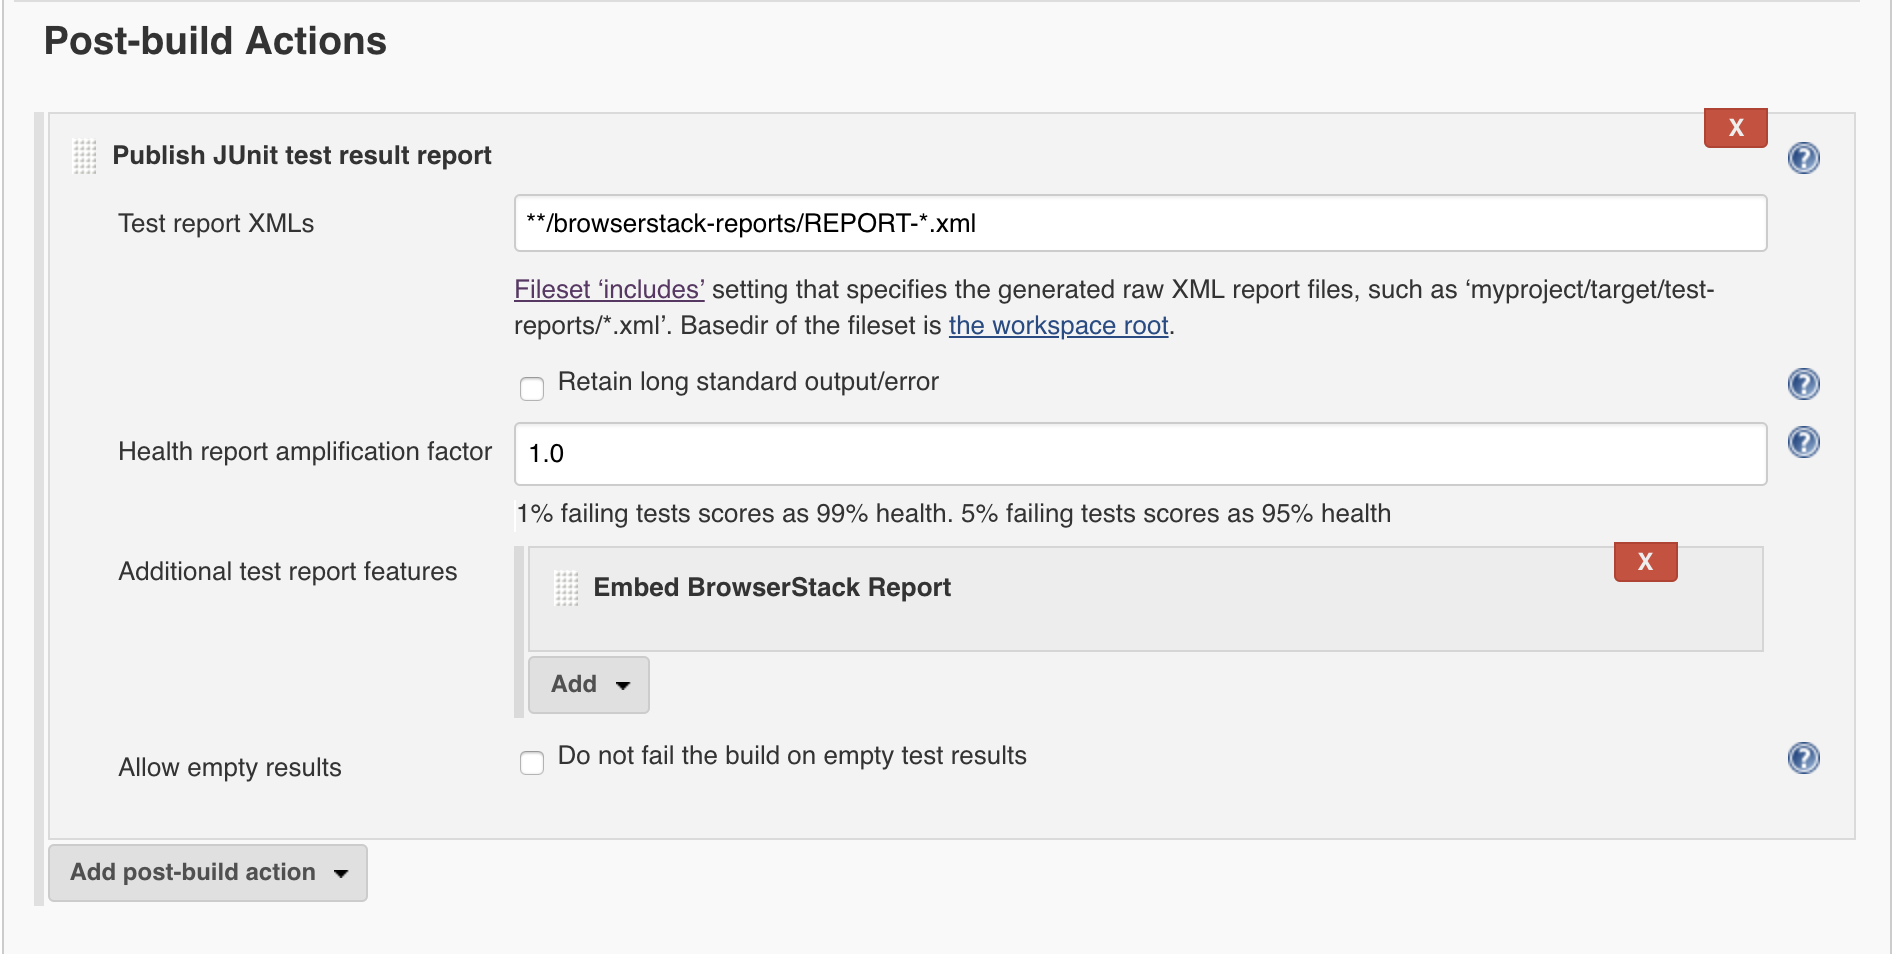 Post-build Actions
X
Publish JUnit test result report
?
Test report XMLs
**/browserstack-reports/REPORT-*.xml
Fileset ‘includes’ setting that specifies the generated raw XML report files, such as ‘myproject/target/test-
reports/*.xml’. Basedir of the fileset is the workspace root.
Retain long standard output/error
?
Health report amplification factor
1.0
?
1% failing tests scores as 99% health. 5% failing tests scores as 95% health
Additional test report features
X
Embed BrowserStack Report
Add
Allow empty results
Do not fail the build on empty test results
?
Add post-build action